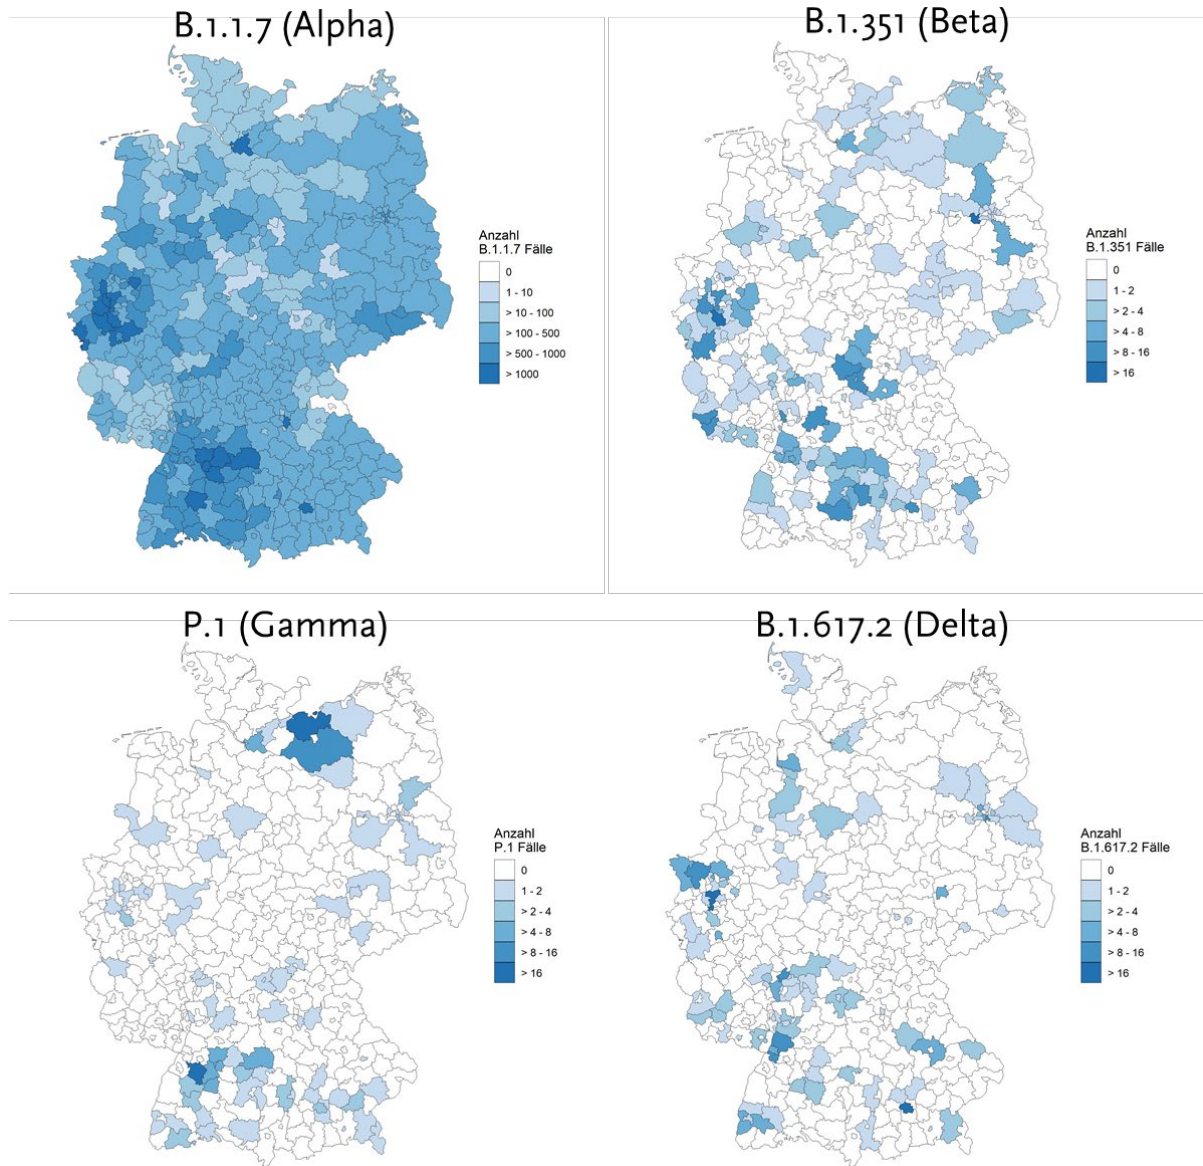 B.1.1.7 (Alpha)
Anzahl
B.1.1.7 Fälle
0
1 - 10
> 10 - 100
> 100 - 500
> 500 - 1000
> 1000
B.1.351 (Beta)
Anzahl
B.1.351 Fälle
0
1 - 2
> 2 - 4
> 4 - 8
> 8 - 16
> 16
P.1 (Gamma)
Anzahl
P.1 Fälle
0
1 - 2
> 2 - 4
> 4 - 8
> 8 - 16
> 16
B.1.617.2 (Delta)
Anzahl
B.1.617.2 Fälle
0
1 - 2
> 2 - 4
> 4 - 8
> 8 - 16
> 16